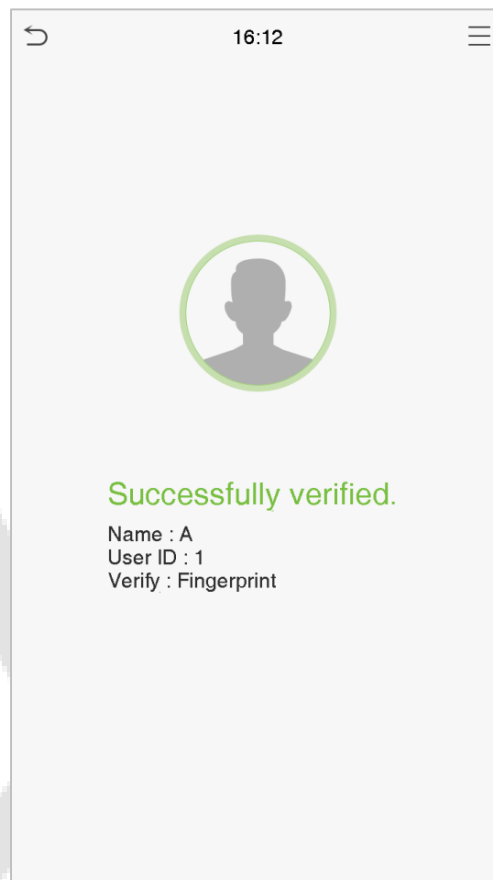 16:12
Successfully verified.
Name : A
User ID : 1
Verify : Fingerprint